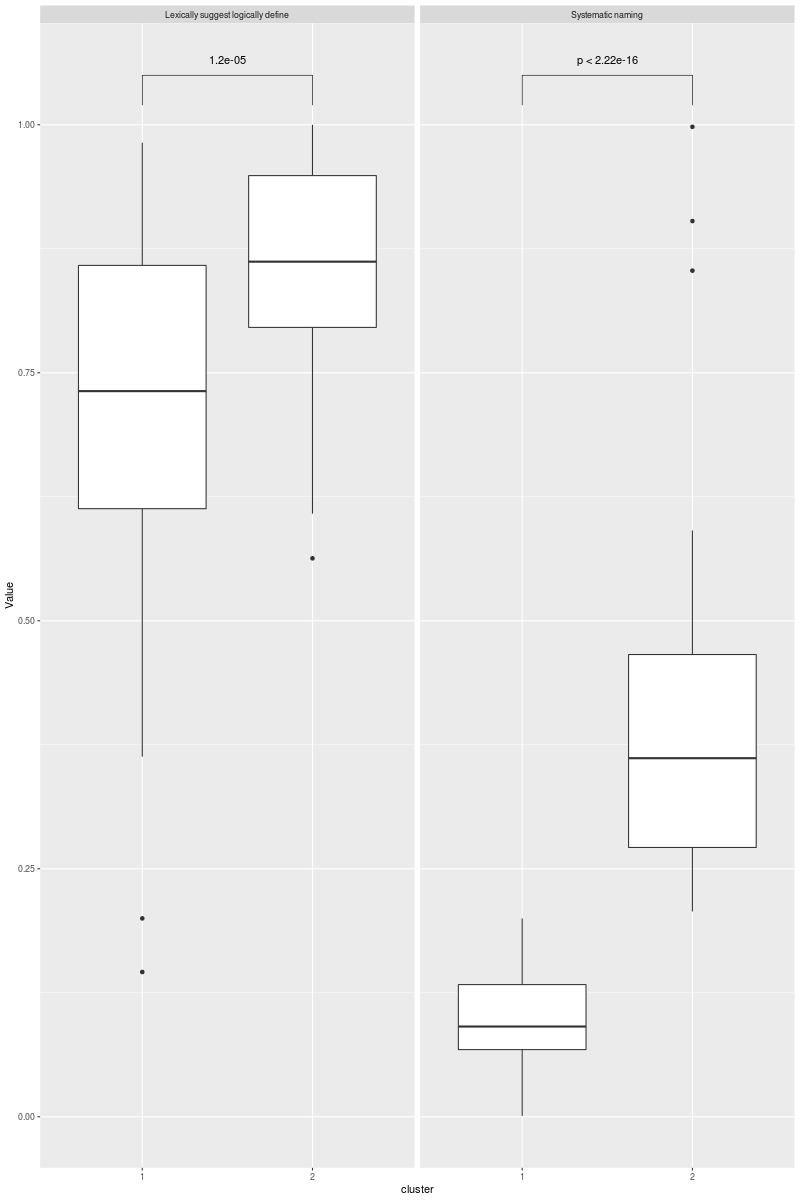 Lexically suggest logically define
Systematic naming
1.2e-05
p < 2.22e-16
1.00
0.75
0.50
0.25
0.00
Value
1
2
1
2
cluster